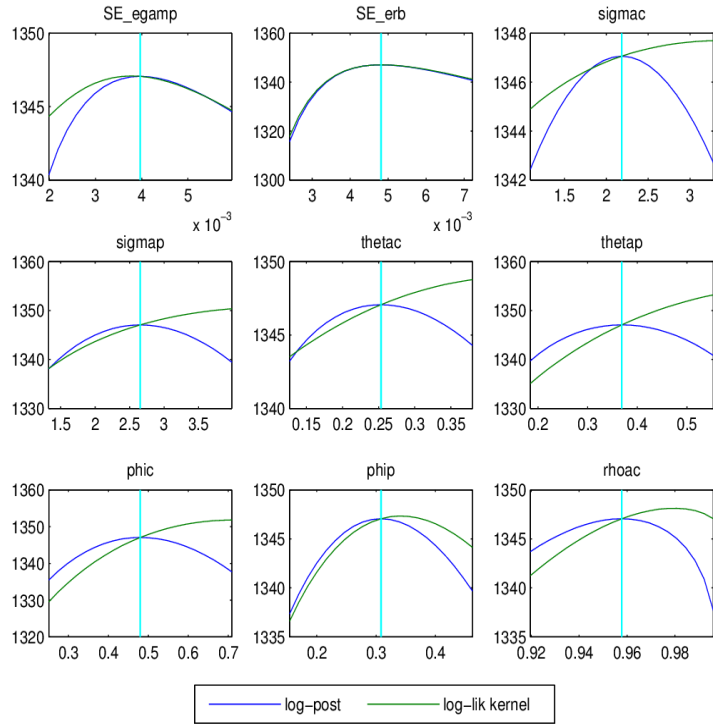 SE_egamp
1350
1345
1340
2 3 4 5
x 10⁻³
SE_erb
1360
1340
1320
1300
3 4 5 6 7
x 10⁻³
sigmac
1348
1346
1344
1342
1.5 2 2.5 3
sigmap
1360
1350
1340
1330
1.5 2 2.5 3 3.5
thetac
1350
1345
1340
0.15 0.2 0.25 0.3 0.35
thetap
1360
1350
1340
1330
0.2 0.3 0.4 0.5
phic
1360
1350
1340
1330
1320
0.3 0.4 0.5 0.6 0.7
phip
1350
1345
1340
1335
0.2 0.3 0.4
rhoac
1350
1345
1340
1335
0.92 0.94 0.96 0.98
log-post log-lik kernel